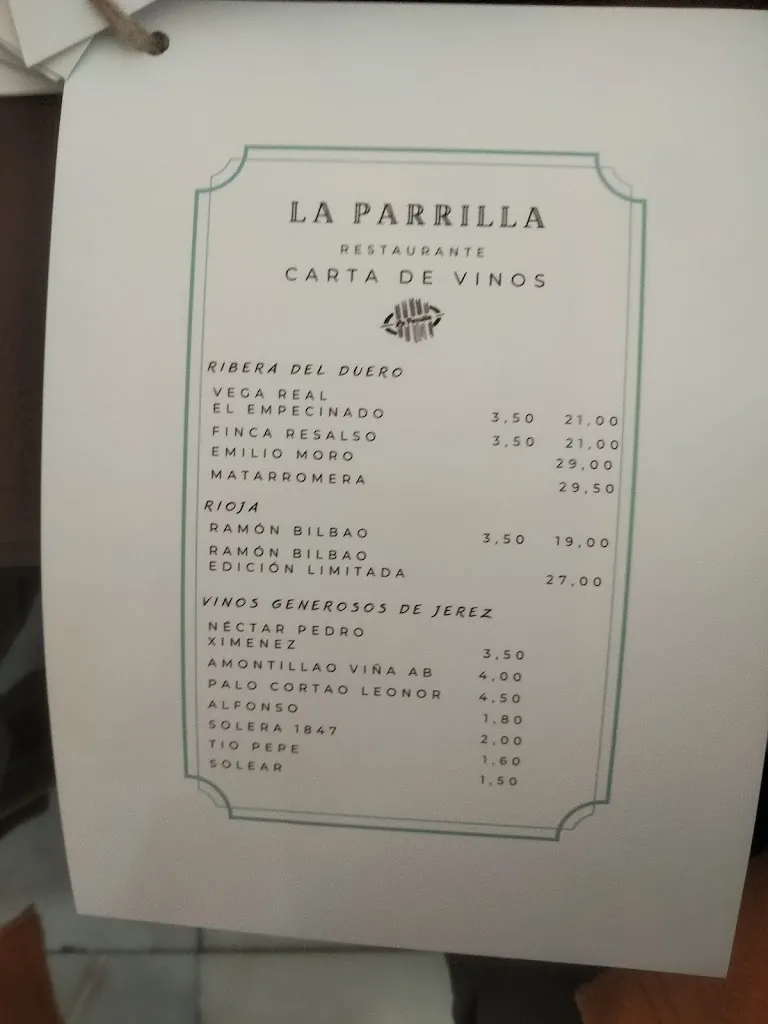 LA PARRILLA
RESTAURANTE
CARTA DE VINOS
La Parrilla
RIBERA DEL DUERO
VEGA REAL
EL EMPECINADO 3,50 21,00
FINCA RESALSO 3,50 21,00
EMILIO MORO 29,00
MATARROMERA 29,50
RIOJA
RAMÓN BILBAO 3,50 19,00
RAMÓN BILBAO
EDICIÓN LIMITADA 27,00
VINOS GENEROSOS DE JEREZ
NÉCTAR PEDRO
XIMENEZ 3,50
AMONTILLAO VIÑA AB 4,00
PALO CORTAO LEONOR 4,50
ALFONSO 1,80
SOLERA 1847 2,00
TIO PEPE 1,60
SOLEAR 1,50